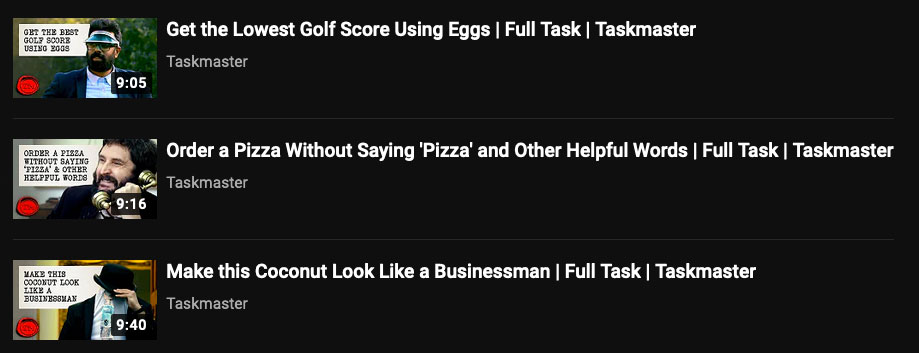 GET THE BEST
GOLF SCORE
USING EGGS
9:05
Get the Lowest Golf Score Using Eggs | Full Task | Taskmaster
Taskmaster
ORDER A PIZZA
WITHOUT SAYING
'PIZZA' & OTHER
HELPFUL WORDS
9:16
Order a Pizza Without Saying 'Pizza' and Other Helpful Words | Full Task | Taskmaster
Taskmaster
MAKE THIS
COCONUT LOOK
LIKE A
BUSINESSMAN
9:40
Make this Coconut Look Like a Businessman | Full Task | Taskmaster
Taskmaster